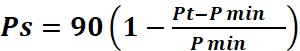 Ps = 90 (1 − (Pt−P min) / (P min))